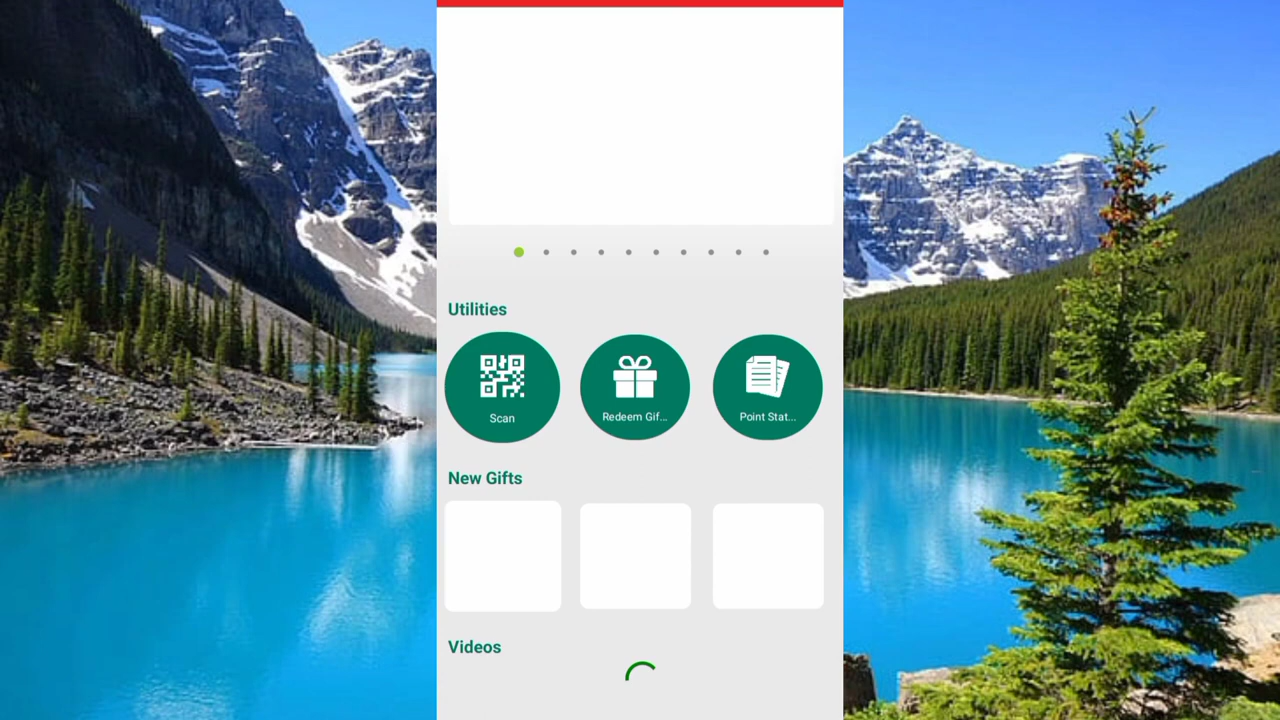 Utilities
Scan
Redeem Gif...
Point Stat...
New Gifts
Videos